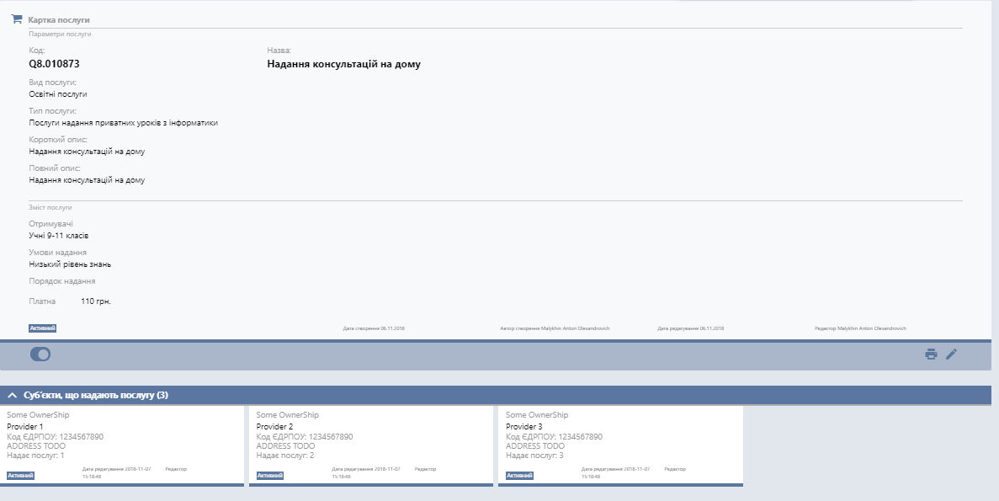 Картка послуги
Параметри послуги
Код: Назва:
Q8.010873 Надання консультацій на дому
Вид послуги:
Освітні послуги
Тип послуги:
Послуги надання приватних уроків з інформатики
Короткий опис:
Надання консультацій на дому
Повний опис:
Надання консультацій на дому
Зміст послуги
Отримувачі
Учні 9-11 класів
Умови надання
Низький рівень знань
Порядок надання
Платна 110 грн.
Активний Дата створення 06.11.2018 Автор створення Malykhin Anton Olesandrovich Дата редагування 06.11.2018 Редактор Malykhin Anton Olesandrovich
Суб'єкти, що надають послугу (3)
Some OwnerShip
Provider 1
Код ЄДРПОУ: 1234567890
ADDRESS TODO
Надає послуг: 1
Активний Дата редагування 2018-11-07 Редактор
15:18:48
Some OwnerShip
Provider 2
Код ЄДРПОУ: 1234567890
ADDRESS TODO
Надає послуг: 2
Активний Дата редагування 2018-11-07 Редактор
15:18:48
Some OwnerShip
Provider 3
Код ЄДРПОУ: 1234567890
ADDRESS TODO
Надає послуг: 3
Активний Дата редагування 2018-11-07 Редактор
15:18:48